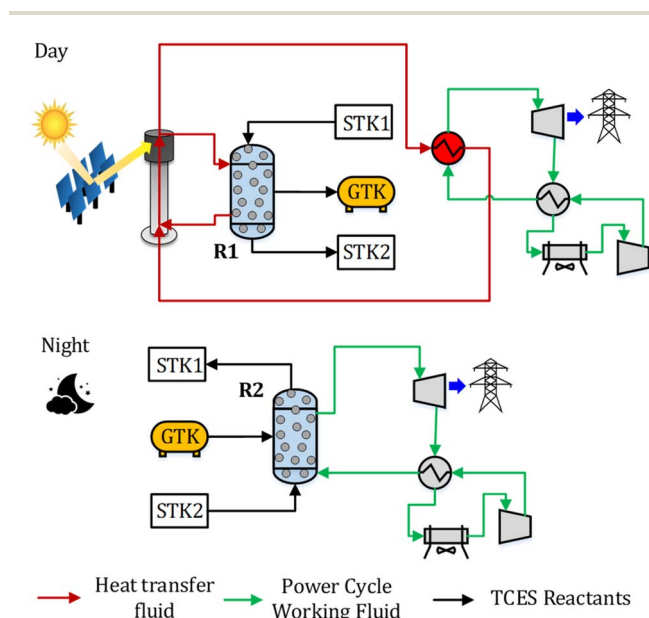 Day
STK1
GTK
R1
STK2
Night
STK1
R2
GTK
STK2
Heat transfer
fluid
Power Cycle
Working Fluid
TCES Reactants